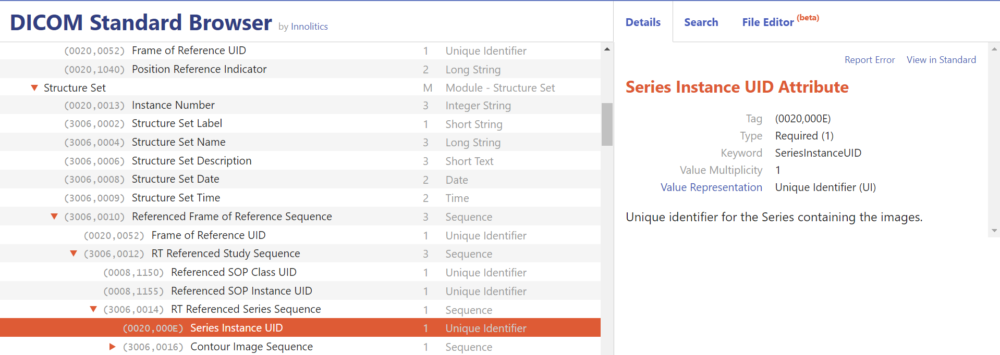 DICOM Standard Browser by Innolitics
Details Search File Editor (beta)
(0020,0052) Frame of Reference UID 1 Unique Identifier
(0020,1040) Position Reference Indicator 2 Long String
Structure Set M Module - Structure Set
(0020,0013) Instance Number 3 Integer String
(3006,0002) Structure Set Label 1 Short String
(3006,0004) Structure Set Name 3 Long String
(3006,0006) Structure Set Description 3 Short Text
(3006,0008) Structure Set Date 2 Date
(3006,0009) Structure Set Time 2 Time
(3006,0010) Referenced Frame of Reference Sequence 3 Sequence
(0020,0052) Frame of Reference UID 1 Unique Identifier
(3006,0012) RT Referenced Study Sequence 3 Sequence
(0008,1150) Referenced SOP Class UID 1 Unique Identifier
(0008,1155) Referenced SOP Instance UID 1 Unique Identifier
(3006,0014) RT Referenced Series Sequence 1 Sequence
(0020,000E) Series Instance UID 1 Unique Identifier
(3006,0016) Contour Image Sequence 1 Sequence
Report Error View in Standard
Series Instance UID Attribute
Tag (0020,000E)
Type Required (1)
Keyword SeriesInstanceUID
Value Multiplicity 1
Value Representation Unique Identifier (UI)
Unique identifier for the Series containing the images.